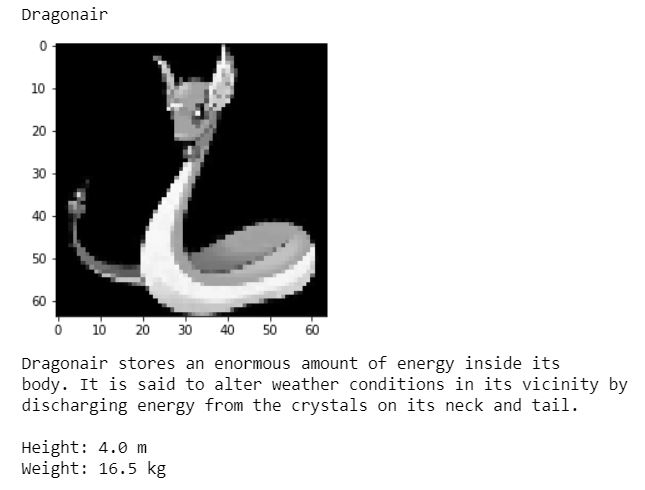 Dragonair
0
10
20
30
40
50
60
0 10 20 30 40 50 60
Dragonair stores an enormous amount of energy inside its
body. It is said to alter weather conditions in its vicinity by
discharging energy from the crystals on its neck and tail.
Height: 4.0 m
Weight: 16.5 kg